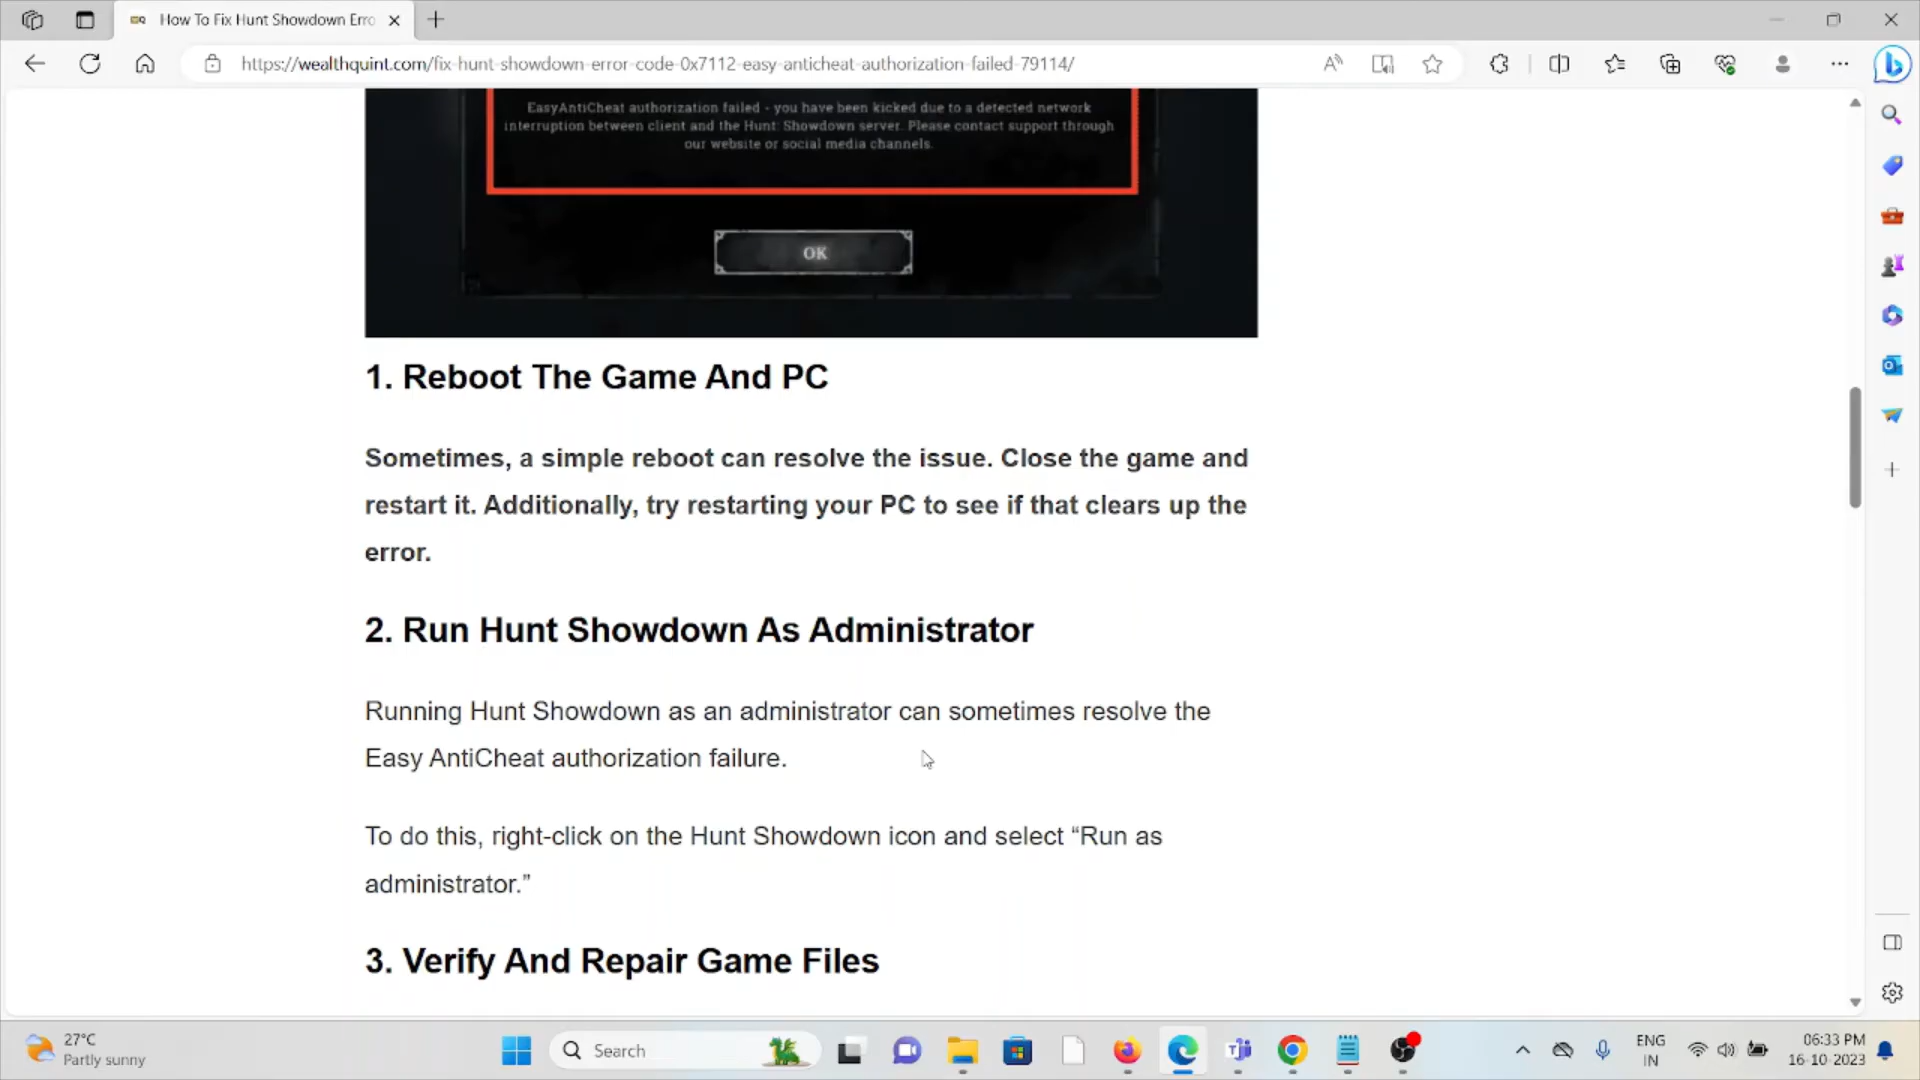 How To Fix Hunt Showdown Erro
https://wealthquint.com/fix-hunt-showdown-error-code-0x7112-easy-anticheat-authorization-failed-79114/
EasyAntiCheat authorization failed - you have been kicked due to a detected network
interruption between client and the Hunt: Showdown server. Please contact support through
our website or social media channels.
OK
1. Reboot The Game And PC
Sometimes, a simple reboot can resolve the issue. Close the game and
restart it. Additionally, try restarting your PC to see if that clears up the
error.
2. Run Hunt Showdown As Administrator
Running Hunt Showdown as an administrator can sometimes resolve the
Easy AntiCheat authorization failure.
To do this, right-click on the Hunt Showdown icon and select “Run as
administrator.”
3. Verify And Repair Game Files
27°C
Partly sunny
Search
ENG
IN
06:33 PM
16-10-2023